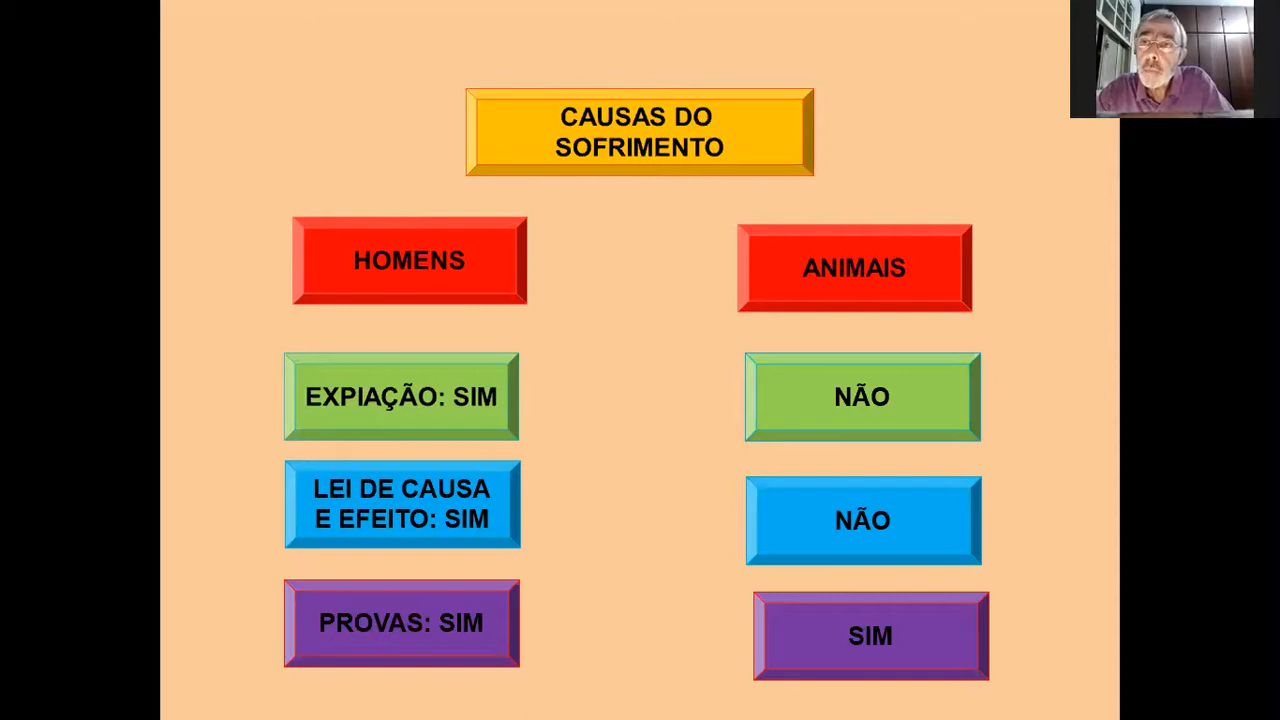 CAUSAS DO
SOFRIMENTO
HOMENS
ANIMAIS
EXPIAÇÃO: SIM
NÃO
LEI DE CAUSA
E EFEITO: SIM
NÃO
PROVAS: SIM
SIM